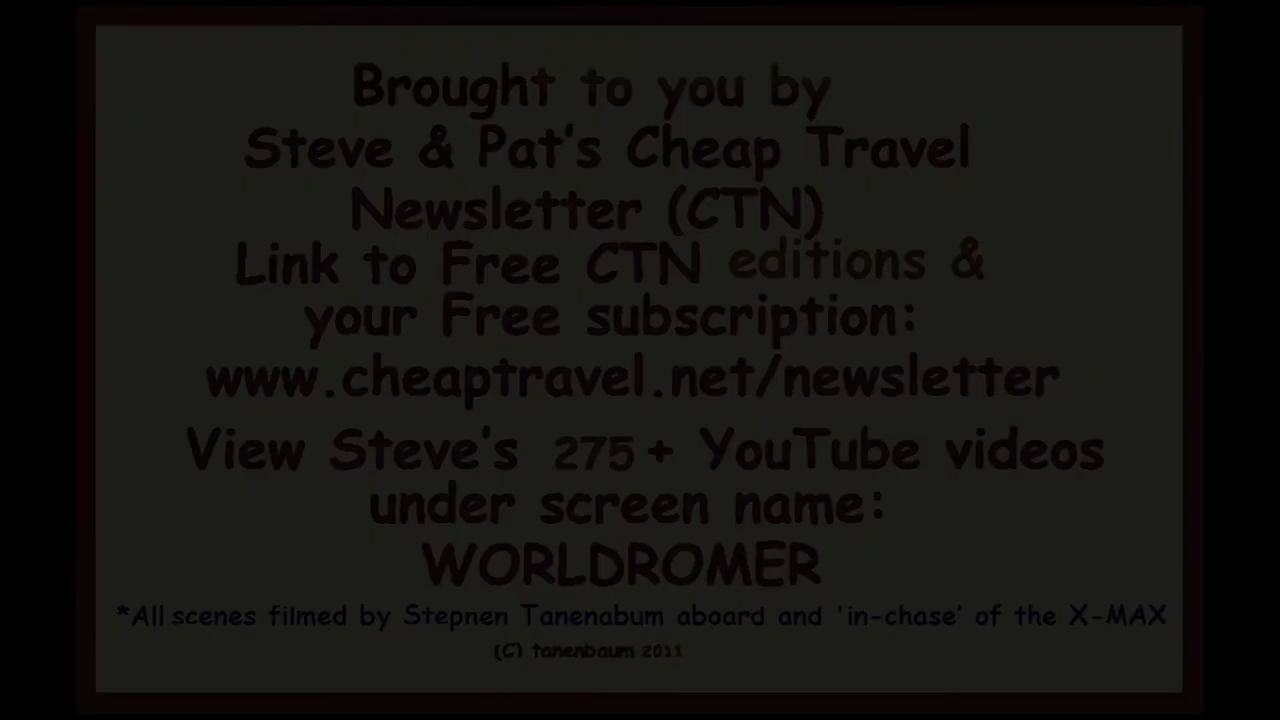 Brought to you by
Steve & Pat's Cheap Travel
Newsletter (CTN)
Link to Free CTN editions &
your Free subscription:
www.cheaptravel.net/newsletter
View Steve's 275+ YouTube videos
under screen name:
WORLDROMER
*All scenes filmed by Stepnen Tanenabum aboard and 'in-chase' of the X-MAX
(C) tanenbaum 2011